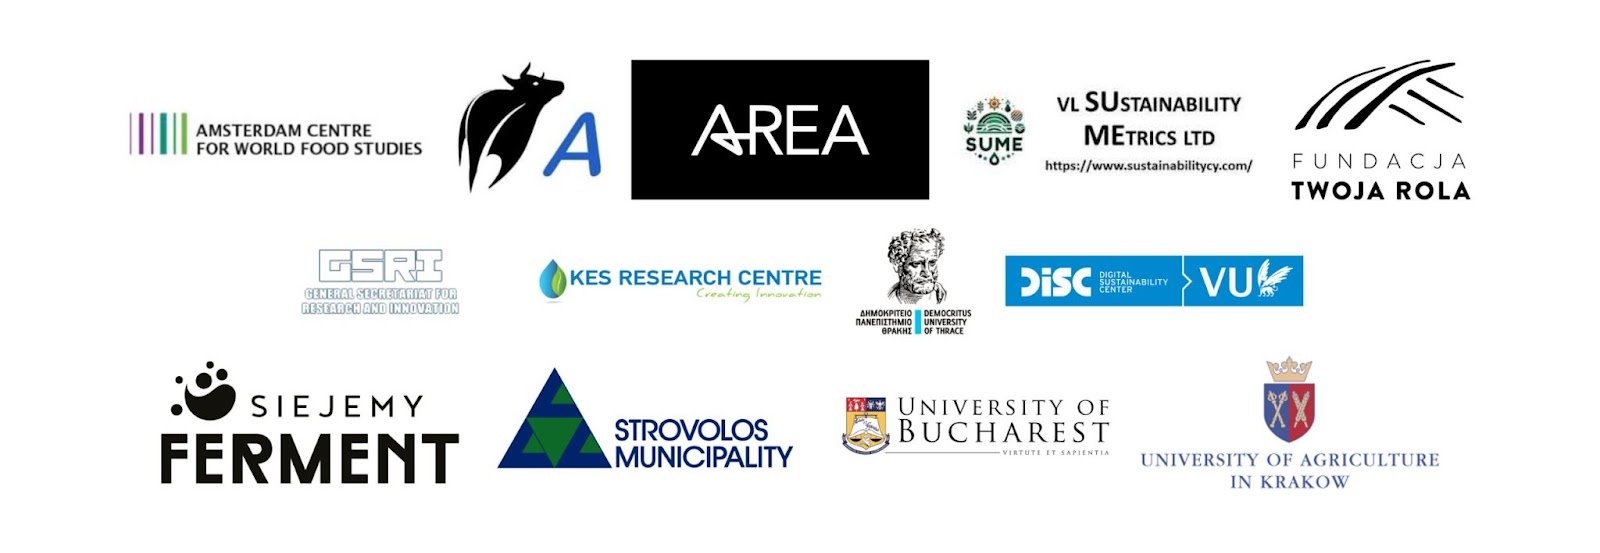 AMSTERDAM CENTRE
FOR WORLD FOOD STUDIES
A
AREA
SUME
VL SUSTAINABILITY
METRICS LTD
https://www.sustainabilitycy.com/
FUNDACJA
TWOJA ROLA
GSRI
GENERAL SECRETARIAT FOR
RESEARCH AND INNOVATION
KES RESEARCH CENTRE
Creating Innovation
ΔΗΜΟΚΡΙΤΕΙΟ
ΠΑΝΕΠΙΣΤΗΜΙΟ
ΘΡΑΚΗΣ
DEMOCRITUS
UNIVERSITY
OF THRACE
DiSC
DIGITAL
SUSTAINABILITY
CENTER
VU
SIEJEMY
FERMENT
STROVOLOS
MUNICIPALITY
UNIVERSITY OF
BUCHAREST
VIRTUTE ET SAPIENTIA
UNIVERSITY OF AGRICULTURE
IN KRAKOW